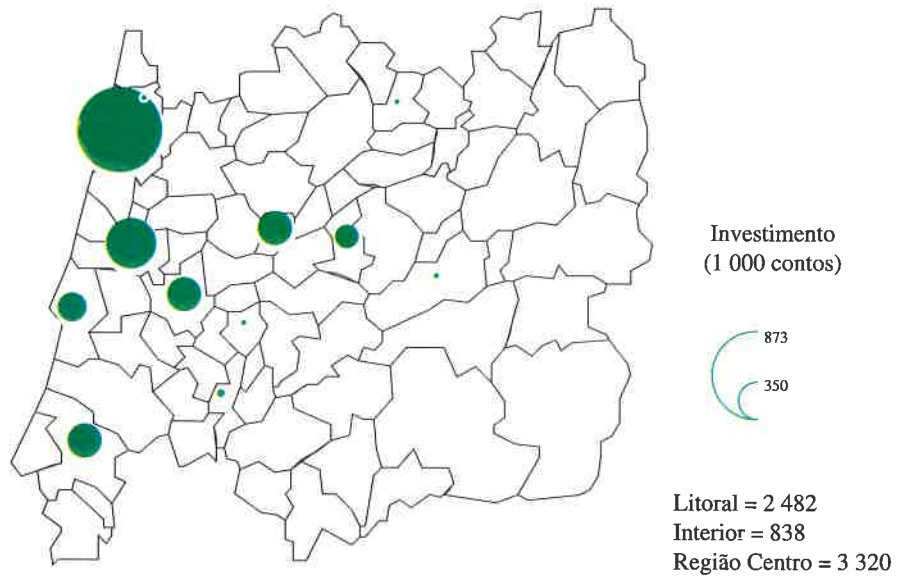 Investimento
(1 000 contos)
873
350
Litoral = 2 482
Interior = 838
Região Centro = 3 320